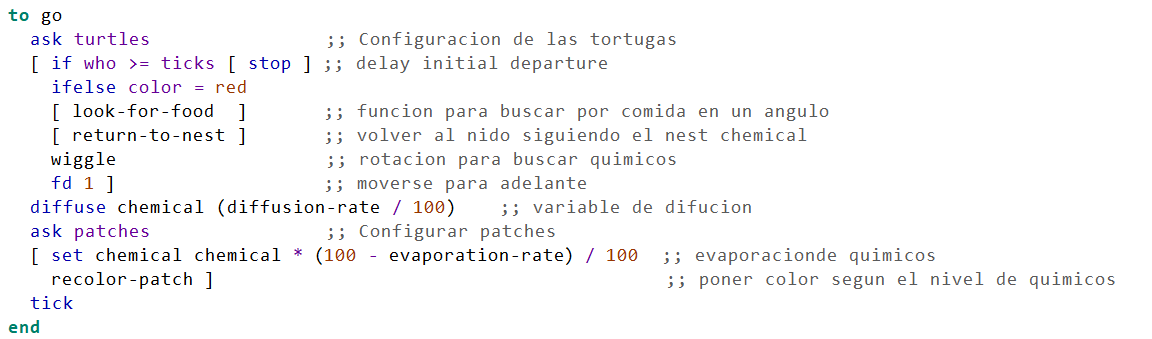 to go
ask turtles ;; Configuracion de las tortugas
[ if who >= ticks [ stop ] ;; delay initial departure
ifelse color = red
[ look-for-food ] ;; funcion para buscar por comida en un angulo
[ return-to-nest ] ;; volver al nido siguiendo el nest chemical
wiggle ;; rotacion para buscar quimicos
fd 1 ] ;; moverse para adelante
diffuse chemical (diffusion-rate / 100) ;; variable de difucion
ask patches ;; Configurar patches
[ set chemical chemical * (100 - evaporation-rate) / 100 ;; evaporacionde quimicos
recolor-patch ] ;; poner color segun el nivel de quimicos
tick
end